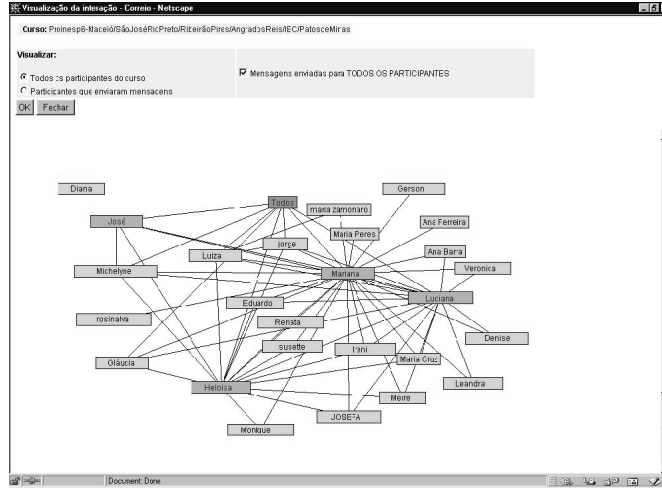 Visualização da interação - Correio - Netscape
Curso: Proinesp6-Maceió/SãoJoséRicPreto/RibeirãoPires/AngradosReis/IEC/PatosceMinas
Visualizar:
Todos os participantes do curso
Participantes que enviaram mensagens
Mensagens enviadas para TODOS OS PARTICIPANTES
OK Fechar
Diana
Gerson
Todos
maria zamonaro
José
Ana Ferreira
Maria Peres
jorge
Luiza
Ana Barra
Michelyne
Mariana
Veronica
Eduardo
Luciana
rosinalva
Renata
Denise
susette
Irani
Maria Cruz
Gláucia
Leandra
Heloisa
Meire
JOSEFA
Monique
Document: Done